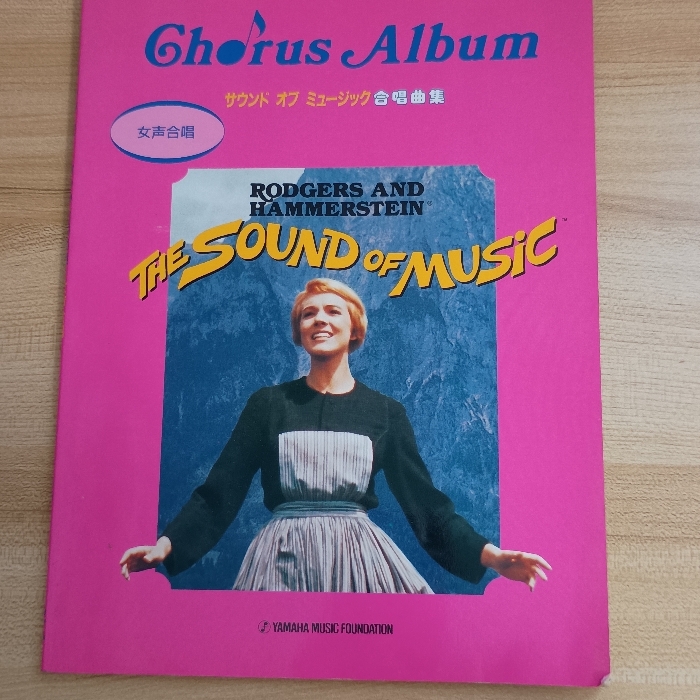 Chorus Album
サウンド オブ ミュージック 合唱曲集
女声合唱
RODGERS AND
HAMMERSTEIN®
THE SOUND OF MUSIC™
YAMAHA MUSIC FOUNDATION